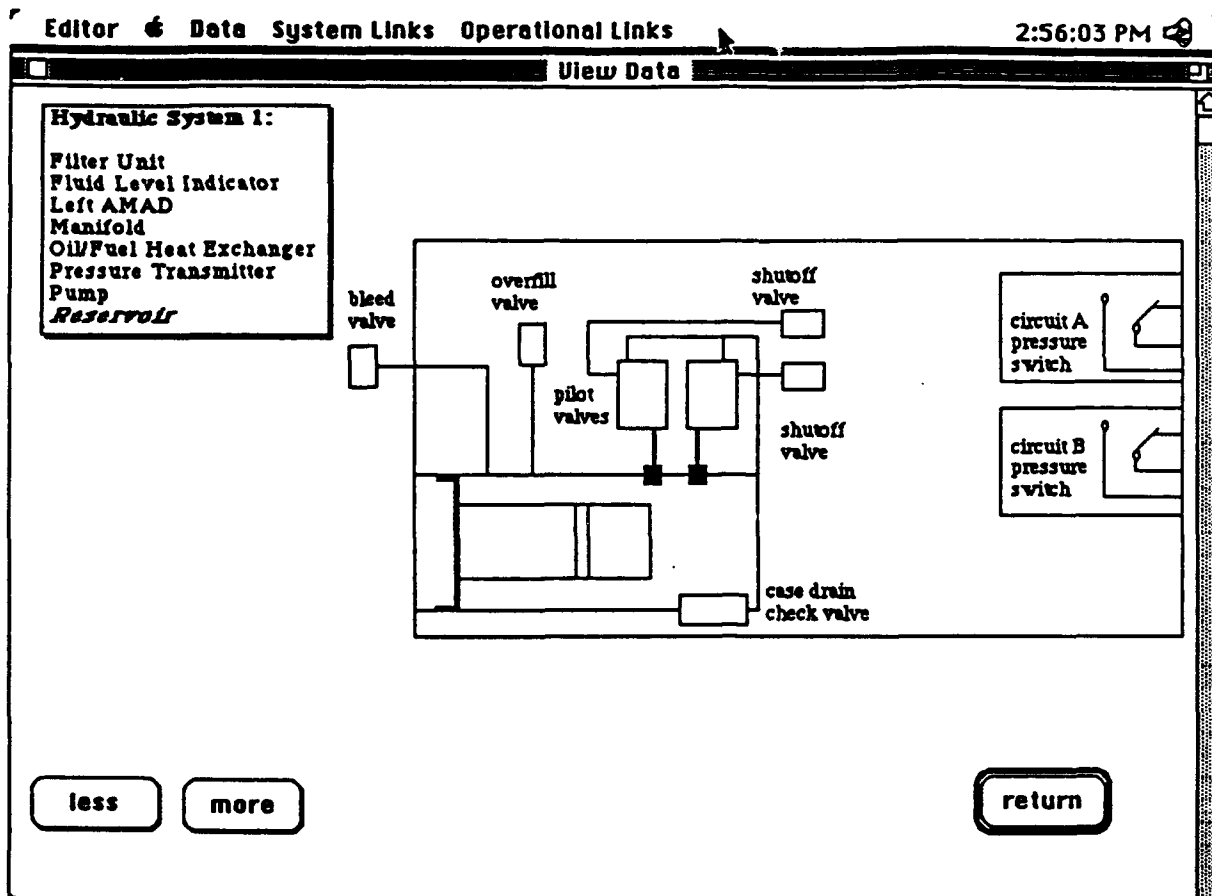 Editor Data System Links Operational Links 2:56:03 PM
View Data
Hydraulic System 1:
Filter Unit
Fluid Level Indicator
Left AMAD
Manifold
Oil/Fuel Heat Exchanger
Pressure Transmitter
Pump
Reservoir
bleed
valve
overfill
valve
shutoff
valve
pilot
valves
shutoff
valve
circuit A
pressure
switch
circuit B
pressure
switch
case drain
check valve
less
more
return